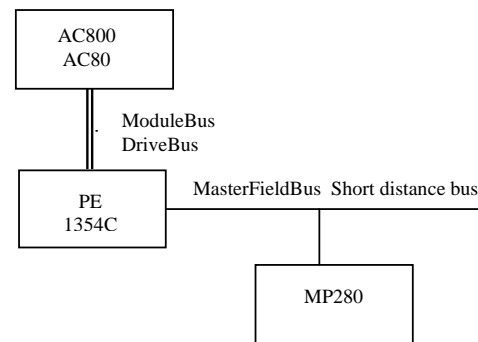 AC800
AC80
ModuleBus
DriveBus
PE
1354C
MasterFieldBus Short distance bus
MP280